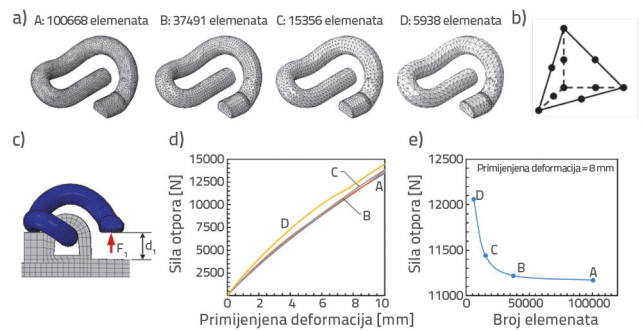 a) A: 100668 elemenata B: 37491 elemenata C: 15356 elemenata D: 5938 elemenata b)
c) d) e)
F1 d1
Sila otpora [N]
15000
12500
10000
7500
5000
2500
0 2 4 6 8 10
Primijenjena deformacija [mm]
D C B A
Sila otpora [N]
12500
12000
11500
11000
0 50000 100000
Broj elemenata
Primijenjena deformacija = 8 mm
D
C
B A